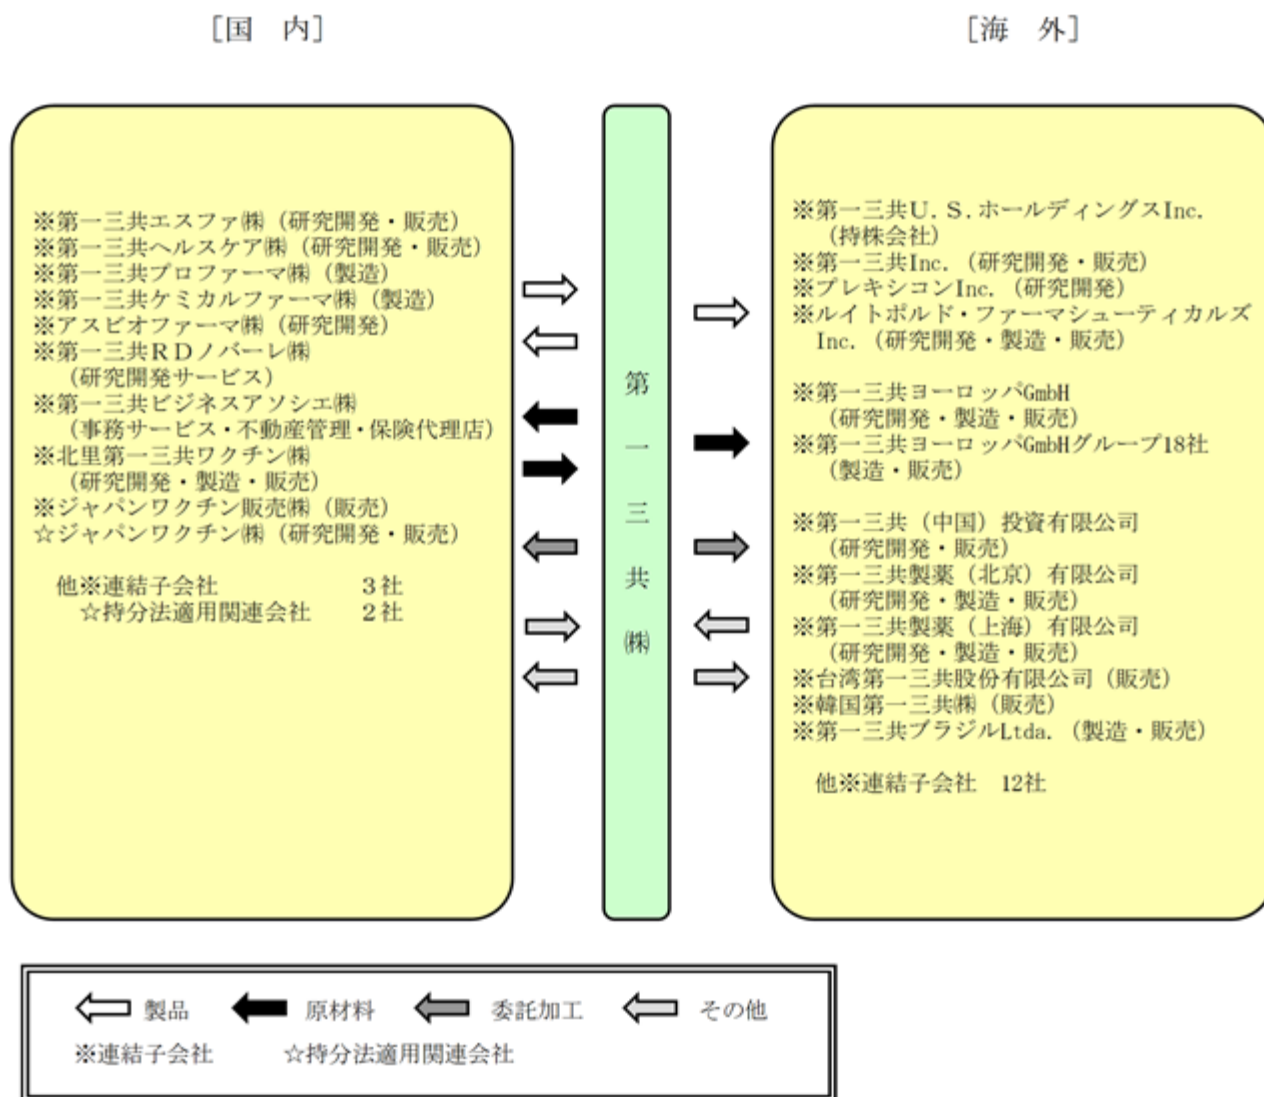 ［国　内］
［海　外］
※第一三共エスファ㈱（研究開発・販売）
※第一三共ヘルスケア㈱（研究開発・販売）
※第一三共プロファーマ㈱（製造）
※第一三共ケミカルファーマ㈱（製造）
※アスビオファーマ㈱（研究開発）
※第一三共ＲＤノバーレ㈱
（研究開発サービス）
※第一三共ビジネスアソシエ㈱
（事務サービス・不動産管理・保険代理店）
※北里第一三共ワクチン㈱
（研究開発・製造・販売）
※ジャパンワクチン販売㈱（販売）
☆ジャパンワクチン㈱（研究開発・販売）
他※連結子会社　３社
☆持分法適用関連会社　２社
第一三共㈱
※第一三共Ｕ．Ｓ．ホールディングスInc.
（持株会社）
※第一三共Inc.（研究開発・販売）
※プレキシコンInc.（研究開発）
※ルイトポルド・ファーマシューティカルズ
Inc.（研究開発・製造・販売）
※第一三共ヨーロッパGmbH
（研究開発・製造・販売）
※第一三共ヨーロッパGmbHグループ18社
（製造・販売）
※第一三共（中国）投資有限公司
（研究開発・販売）
※第一三共製薬（北京）有限公司
（研究開発・製造・販売）
※第一三共製薬（上海）有限公司
（研究開発・製造・販売）
※台湾第一三共股份有限公司（販売）
※韓国第一三共㈱（販売）
※第一三共ブラジルLtda.（製造・販売）
他※連結子会社　12社
製品　原材料　委託加工　その他
※連結子会社　☆持分法適用関連会社